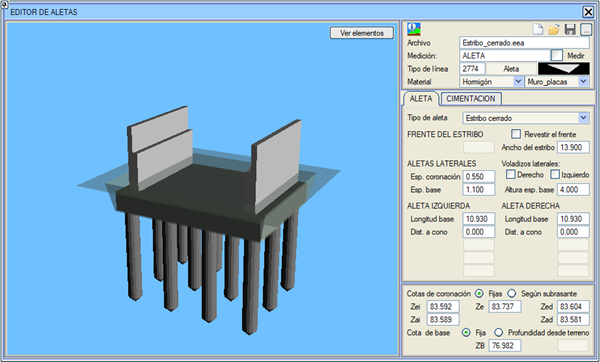 EDITOR DE ALETAS
Ver elementos
Archivo Estribo_cerrado.eea
Medición: ALETA Medir
Tipo de línea 2774 Aleta
Material Homigón Muro_placas
ALETA CIMENTACION
Tipo de aleta Estribo cerrado
FRENTE DEL ESTRIBO Revestir el frente
Ancho del estribo 13.900
ALETAS LATERALES Voladizos laterales:
Esp. coronación 0.550 Derecho Izquierdo
Esp. base 1.100 Altura esp. base 4.000
ALETA IZQUIERDA ALETA DERECHA
Longitud base 10.930 Longitud base 10.930
Dist. a cono 0.000 Dist. a cono 0.000
Cotas de coronación Fijas Según subrasante
Zei 83.592 Ze 83.737 Zed 83.604
Zai 83.589 Zad 83.581
Cota de base Fija Profundidad desde terreno
ZB 76.982